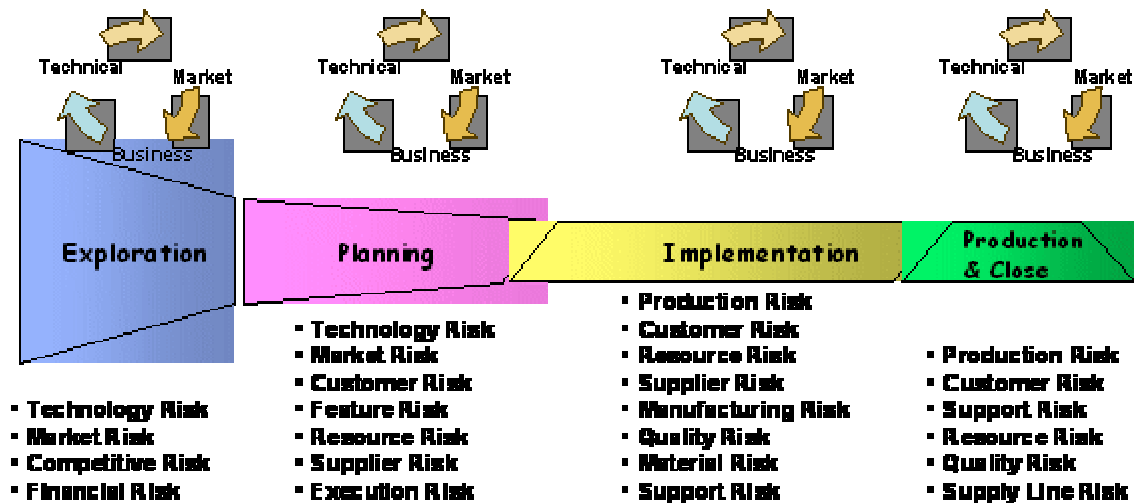 Technical
Market
Business
Technical
Market
Business
Technical
Market
Business
Technical
Market
Business
Exploration
Planning
Implementation
Production
& Close
▪ Technology Risk
▪ Market Risk
▪ Competitive Risk
▪ Financial Risk
▪ Technology Risk
▪ Market Risk
▪ Customer Risk
▪ Feature Risk
▪ Resource Risk
▪ Supplier Risk
▪ Execution Risk
▪ Production Risk
▪ Customer Risk
▪ Resource Risk
▪ Supplier Risk
▪ Manufacturing Risk
▪ Quality Risk
▪ Material Risk
▪ Support Risk
▪ Production Risk
▪ Customer Risk
▪ Support Risk
▪ Resource Risk
▪ Quality Risk
▪ Supply Line Risk